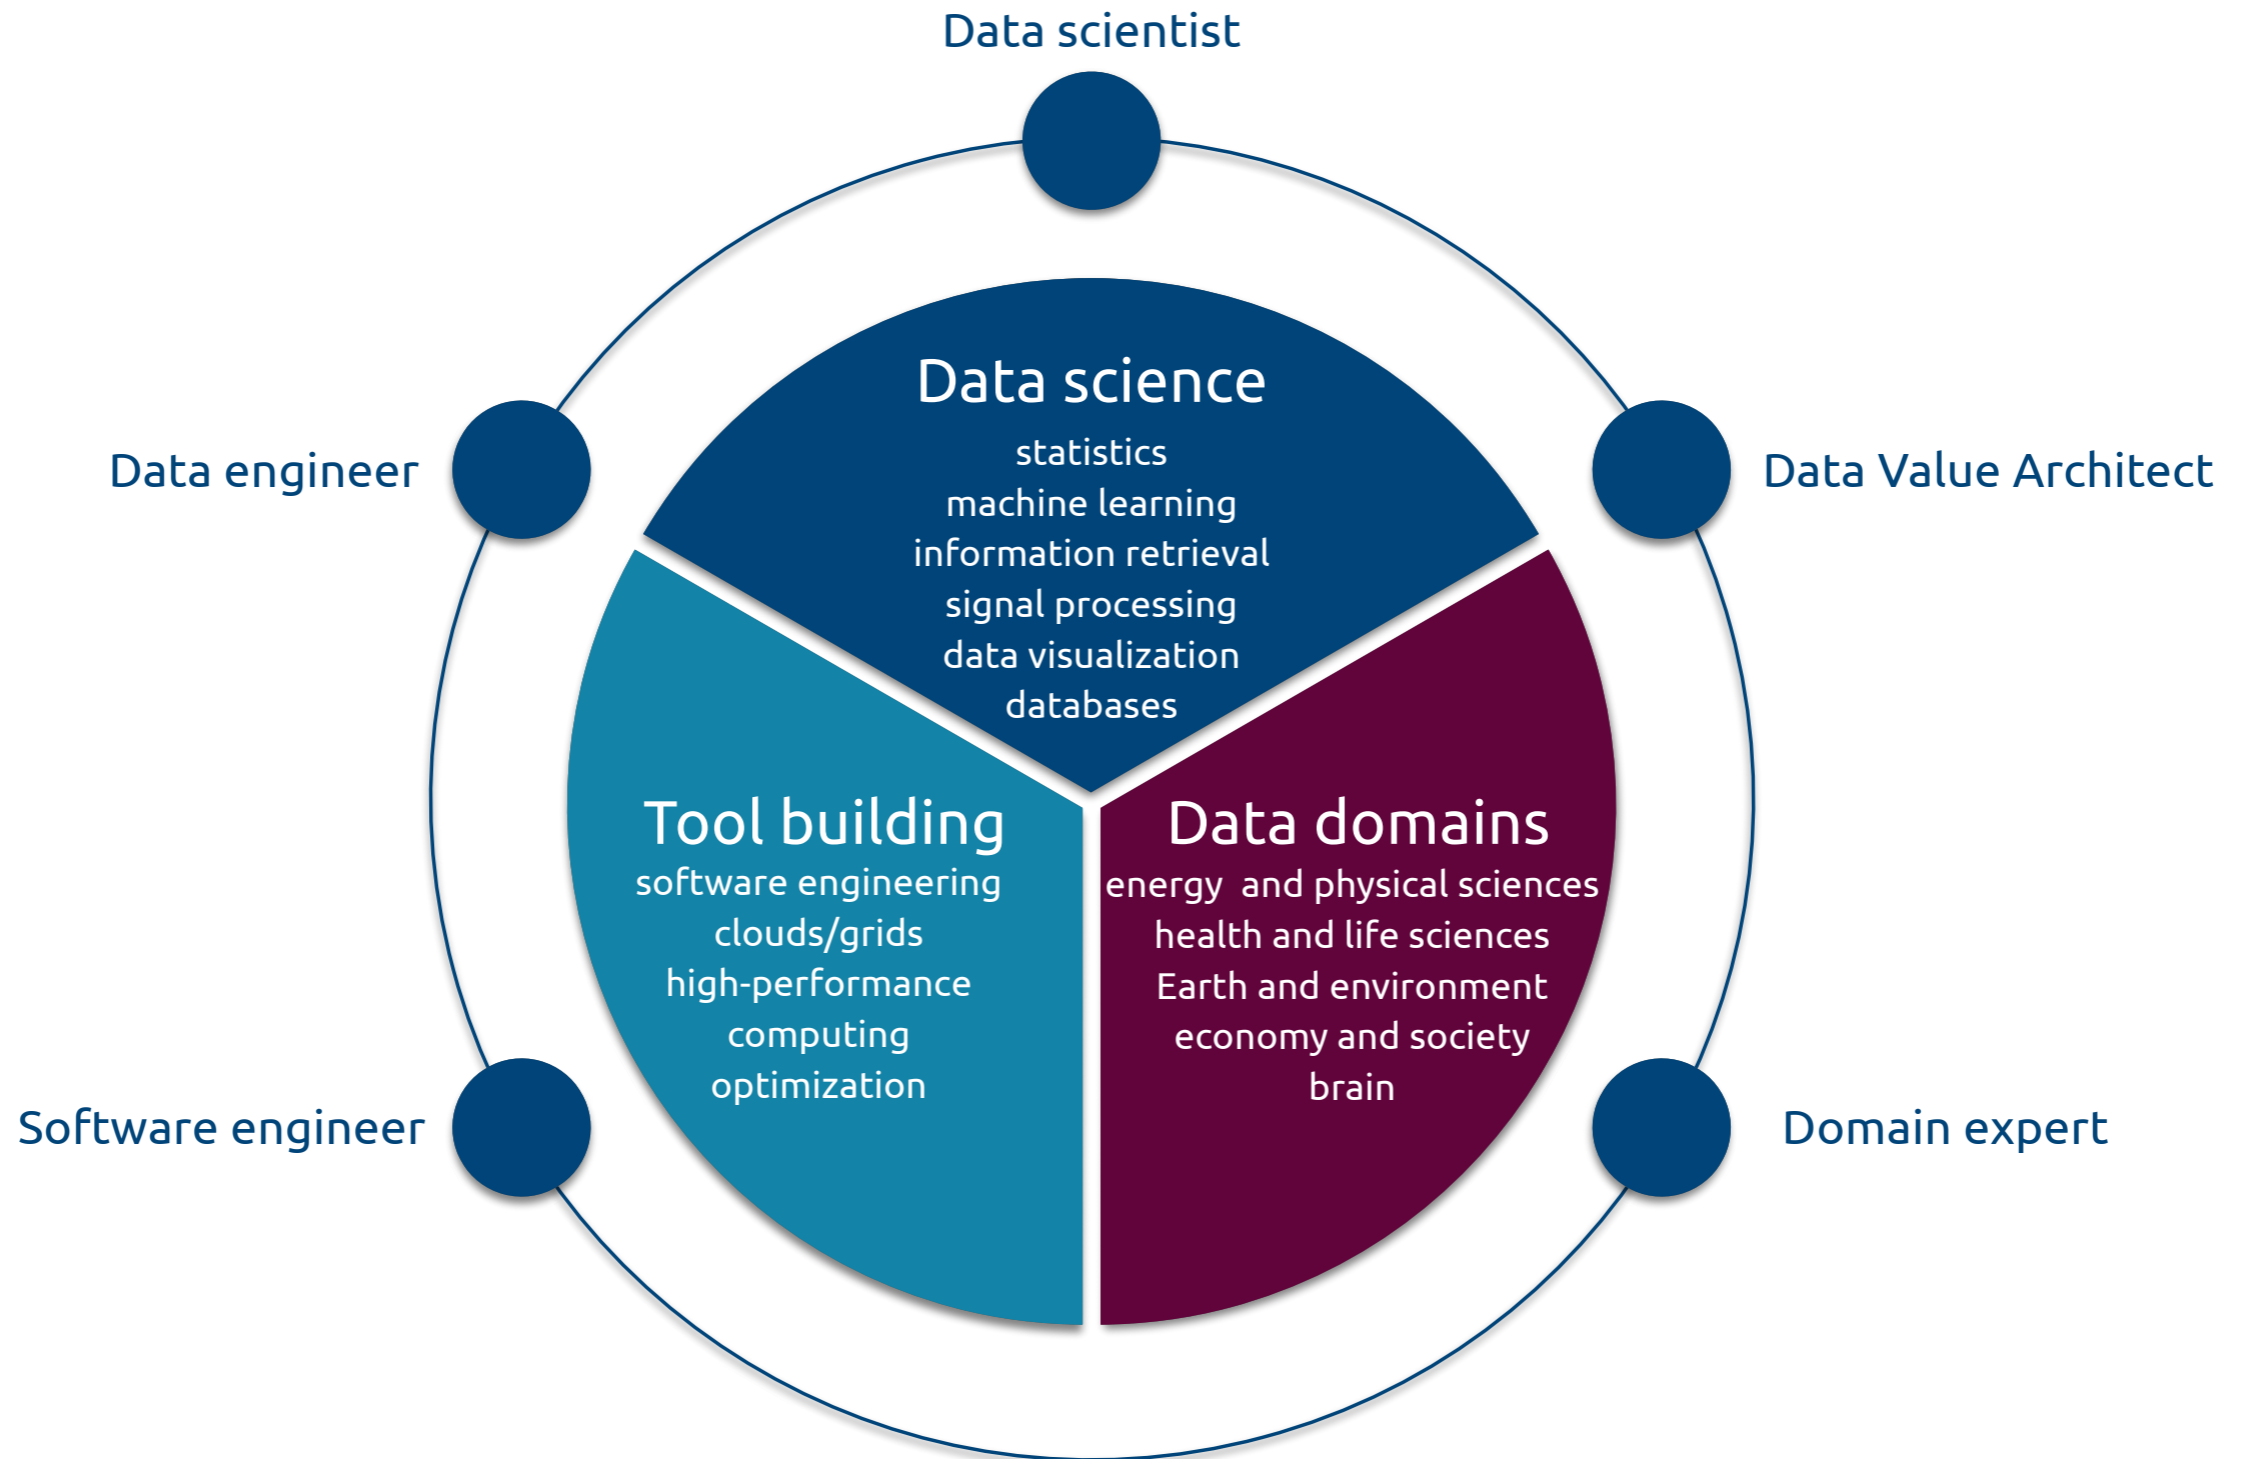 Data scientist
Data engineer
Data Value Architect
Data science
statistics
machine learning
information retrieval
signal processing
data visualization
databases
Tool building
software engineering
clouds/grids
high-performance
computing
optimization
Data domains
energy  and physical sciences
health and life sciences
Earth and environment
economy and society
brain
Software engineer
Domain expert